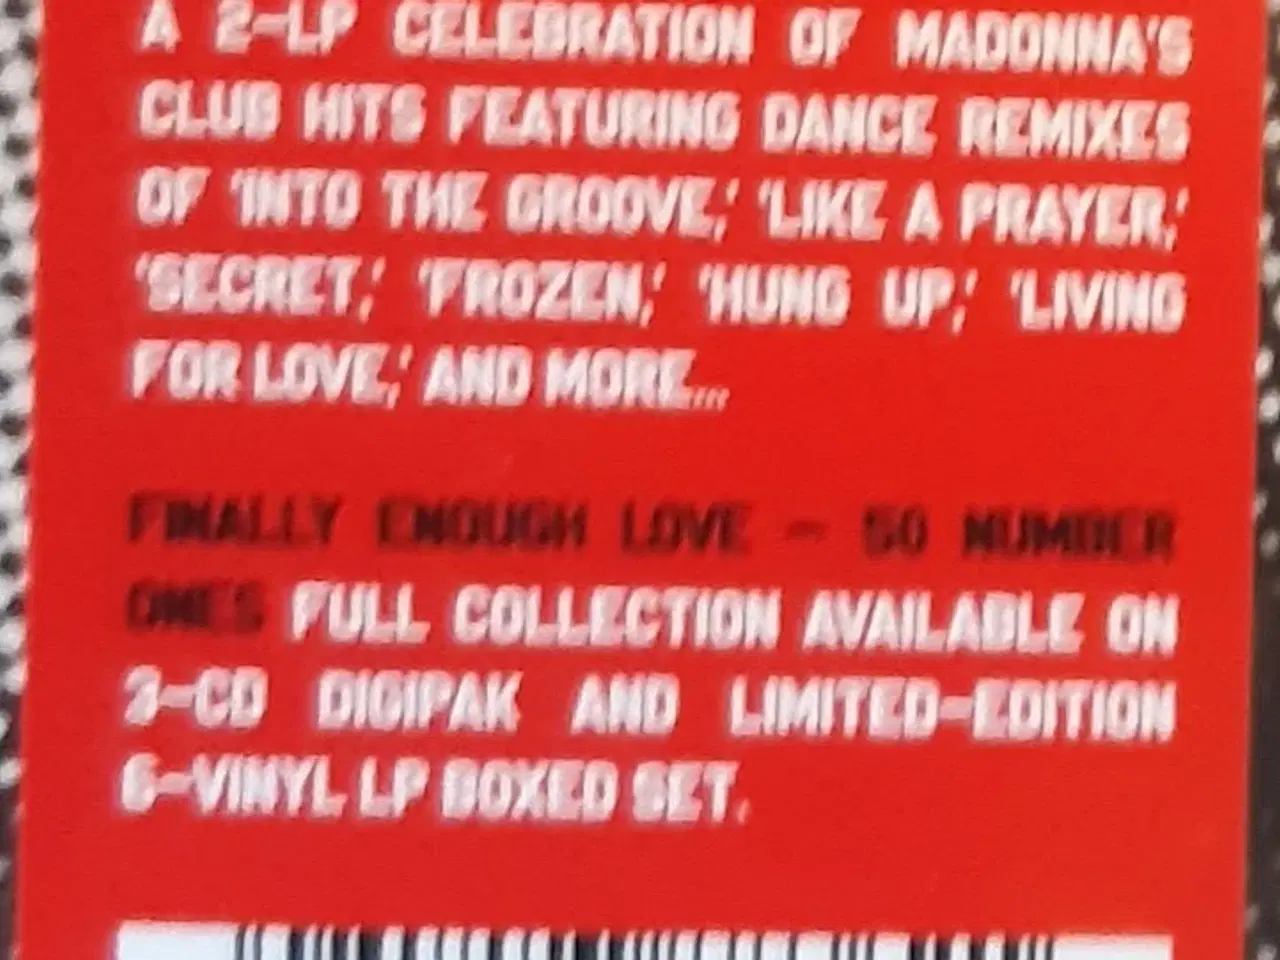 A 2-LP CELEBRATION OF MADONNA'S
CLUB HITS FEATURING DANCE REMIXES
OF 'INTO THE GROOVE,' 'LIKE A PRAYER,'
'SECRET,' 'FROZEN,' 'HUNG UP,' 'LIVING
FOR LOVE,' AND MORE...
FINALLY ENOUGH LOVE - 50 NUMBER
ONES FULL COLLECTION AVAILABLE ON
3-CD DIGIPAK AND LIMITED-EDITION
6-VINYL LP BOXED SET.